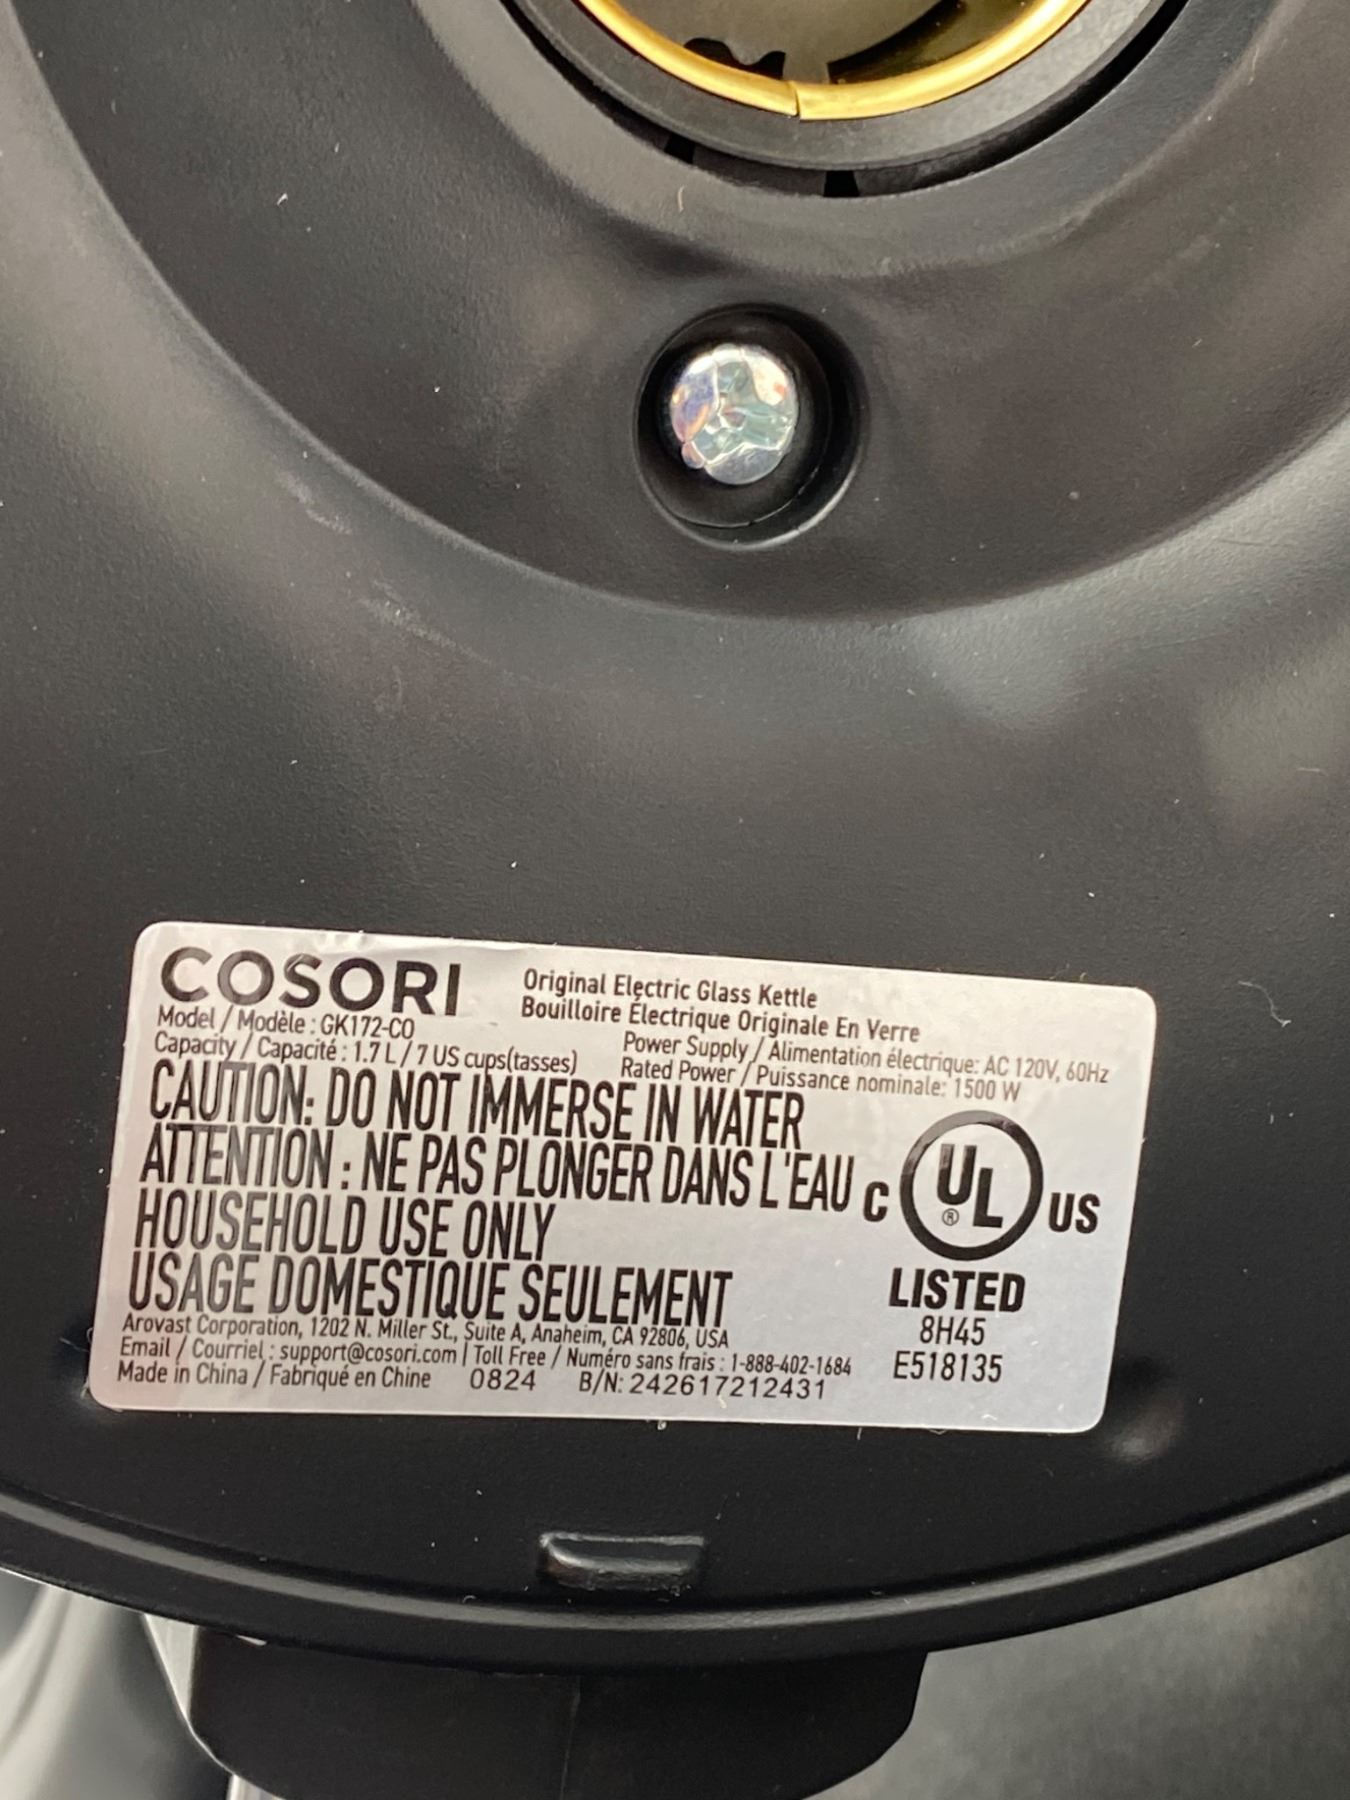 COSORI
Original Electric Glass Kettle
Bouilloire Électrique Originale En Verre
Model / Modèle : GK172-CO
Capacity / Capacité : 1.7 L / 7 US cups(tasses)
Power Supply / Alimentation électrique: AC 120V, 60Hz
Rated Power / Puissance nominale: 1500 W
CAUTION: DO NOT IMMERSE IN WATER
ATTENTION : NE PAS PLONGER DANS L'EAU
HOUSEHOLD USE ONLY
USAGE DOMESTIQUE SEULEMENT
C UL ® US
LISTED
8H45
E518135
Arovast Corporation, 1202 N. Miller St., Suite A, Anaheim, CA 92806, USA
Email / Courriel : support@cosori.com | Toll Free / Numéro sans frais : 1-888-402-1684
Made in China / Fabriqué en Chine 0824 B/N: 242617212431